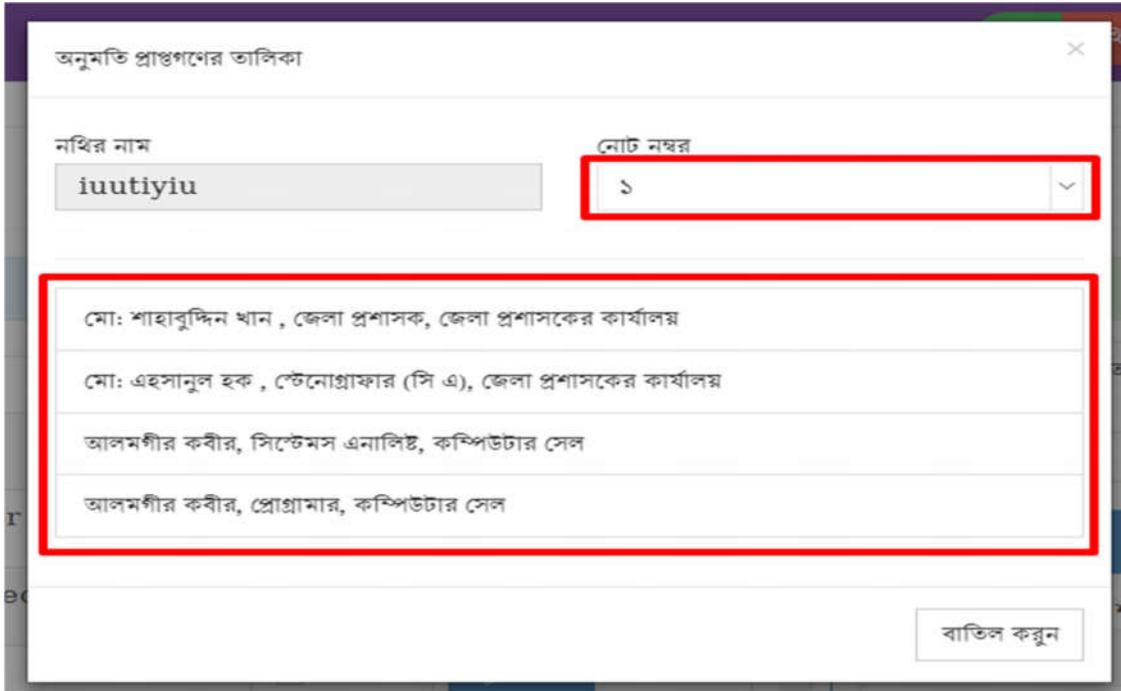 অনুমতি প্রাপ্তগণের তালিকা
নথির নাম
নোট নম্বর
iuutiyiu
১
মো: শাহাবুদ্দিন খান , জেলা প্রশাসক, জেলা প্রশাসকের কার্যালয়
মো: এহসানুল হক , স্টেনোগ্রাফার (সি এ), জেলা প্রশাসকের কার্যালয়
আলমগীর কবীর, সিস্টেমস এনালিষ্ট, কম্পিউটার সেল
আলমগীর কবীর, প্রোগ্রামার, কম্পিউটার সেল
বাতিল করুন